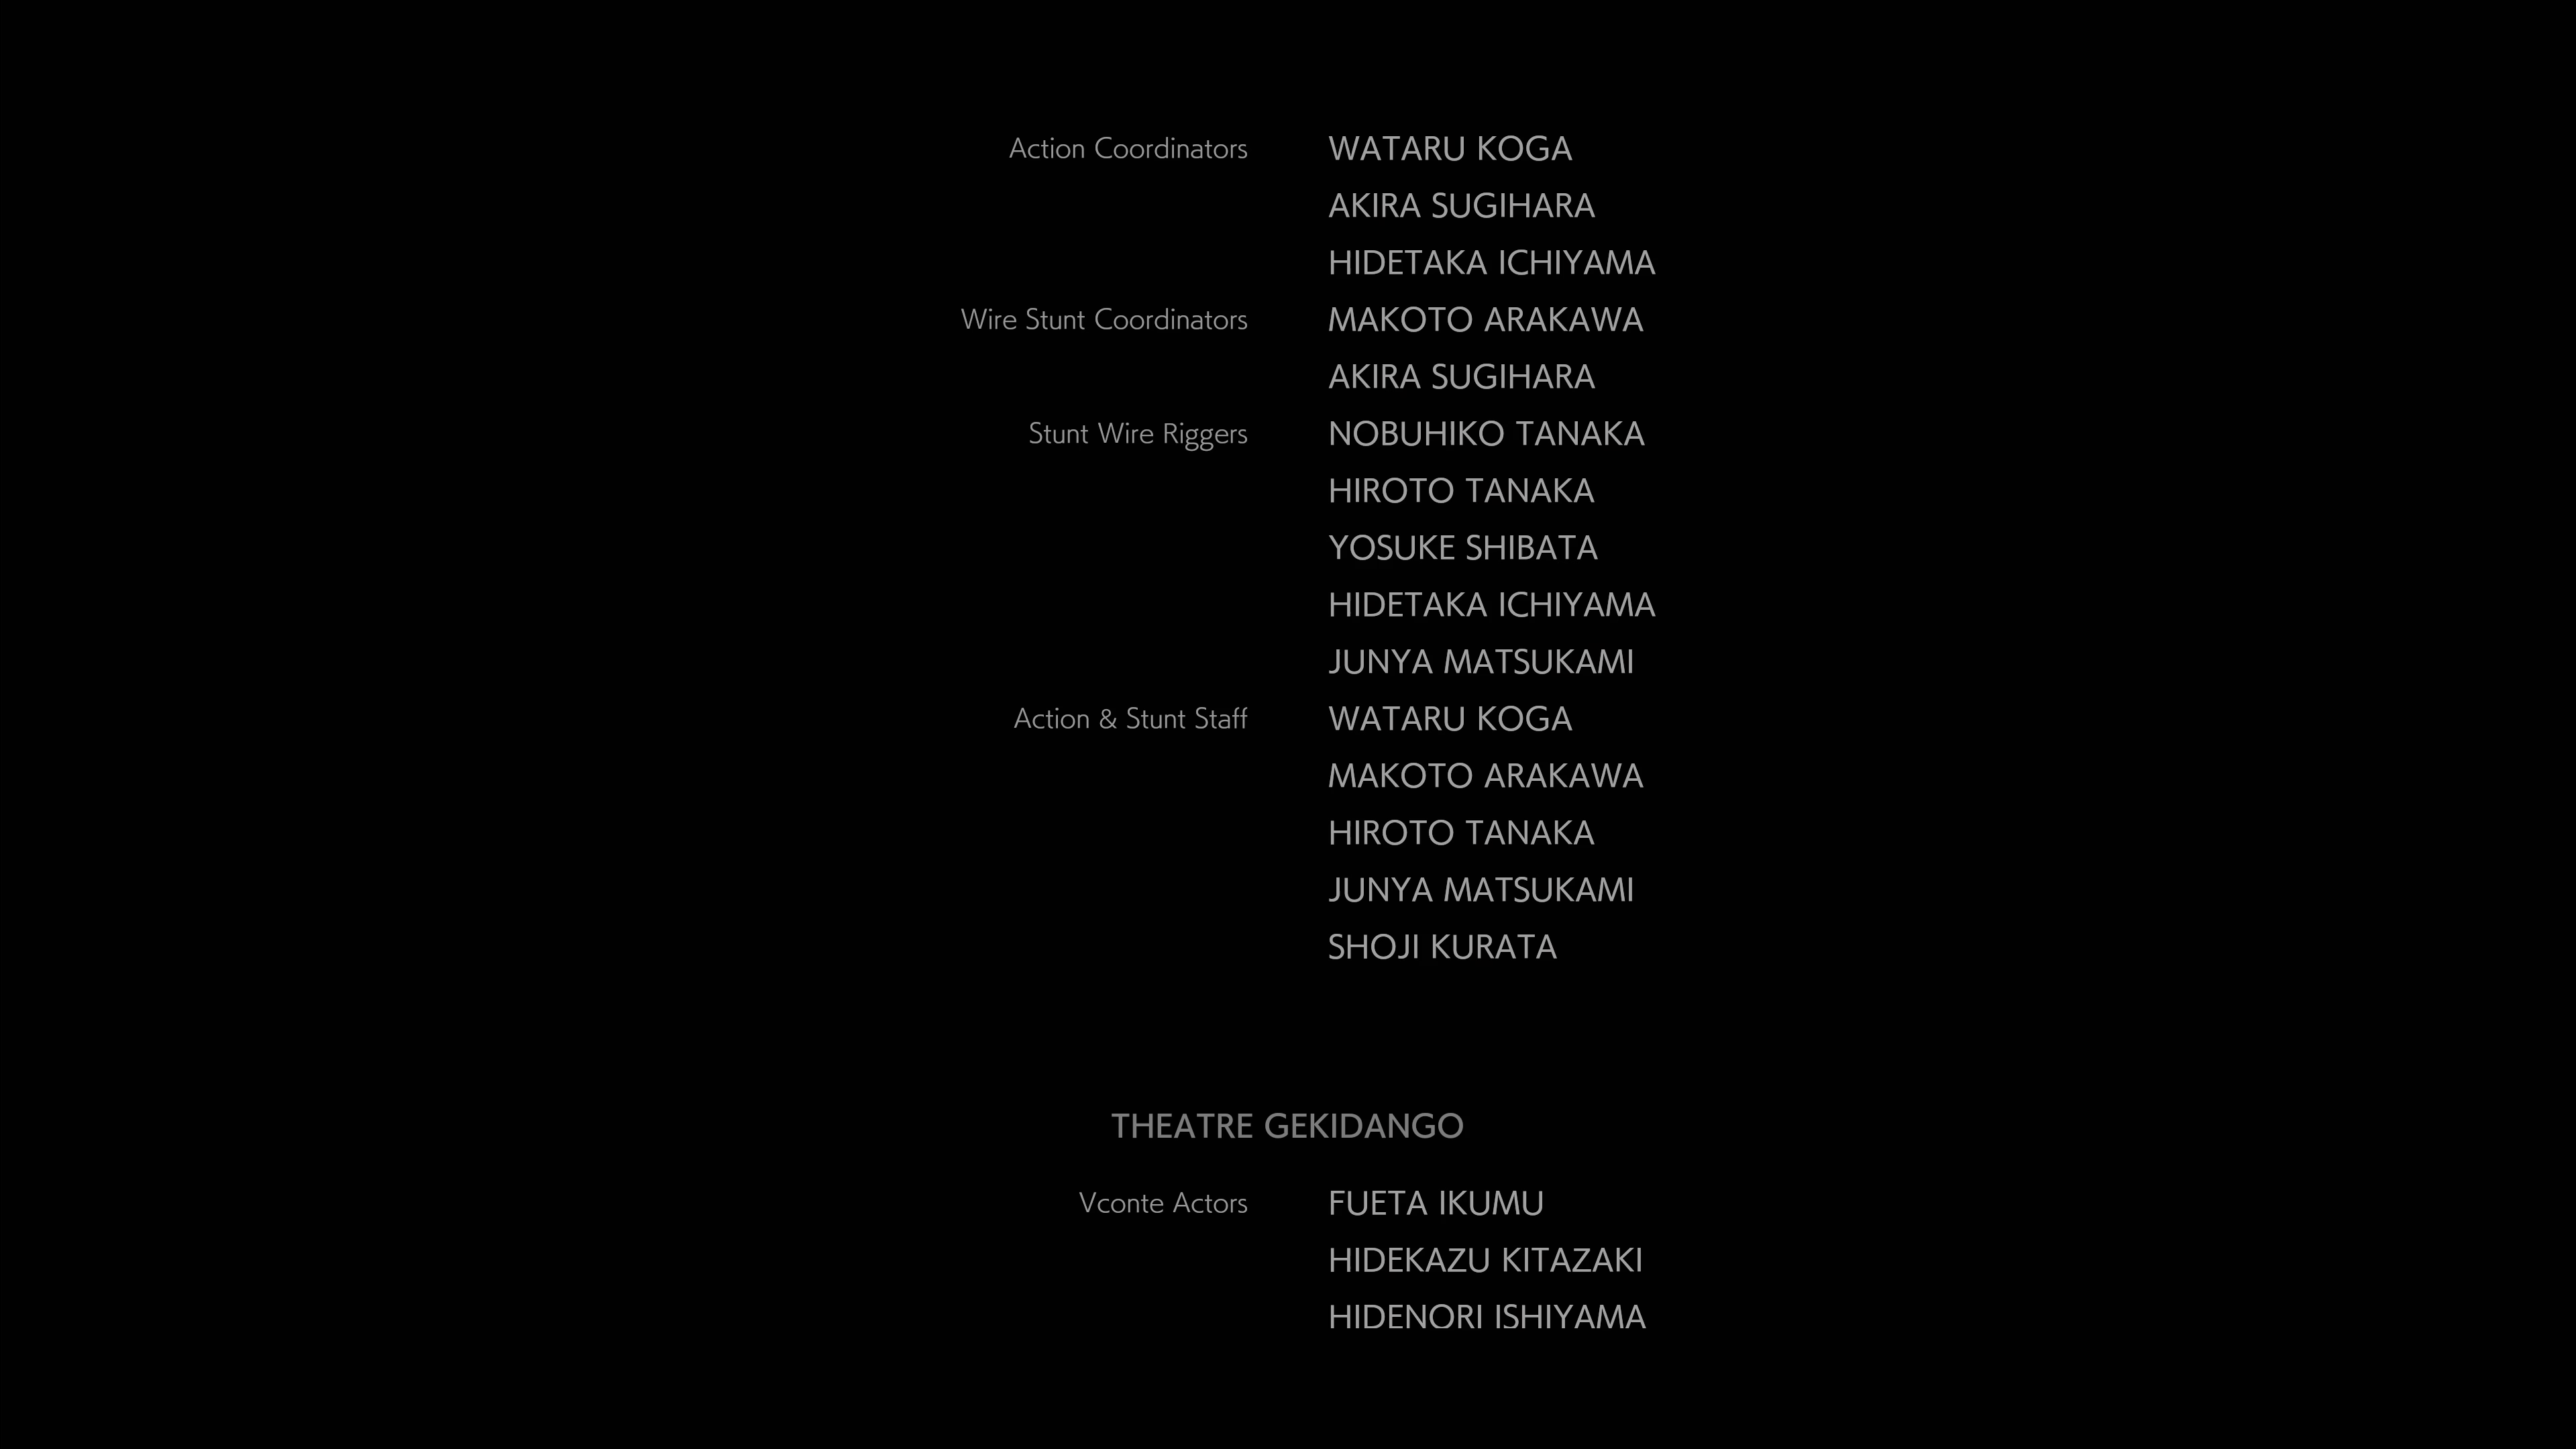 Action Coordinators WATARU KOGA
AKIRA SUGIHARA
HIDETAKA ICHIYAMA
Wire Stunt Coordinators MAKOTO ARAKAWA
AKIRA SUGIHARA
Stunt Wire Riggers NOBUHIKO TANAKA
HIROTO TANAKA
YOSUKE SHIBATA
HIDETAKA ICHIYAMA
JUNYA MATSUKAMI
Action & Stunt Staff WATARU KOGA
MAKOTO ARAKAWA
HIROTO TANAKA
JUNYA MATSUKAMI
SHOJI KURATA
THEATRE GEKIDANGO
Vconte Actors FUETA IKUMU
HIDEKAZU KITAZAKI
HIDENORI ISHIYAMA